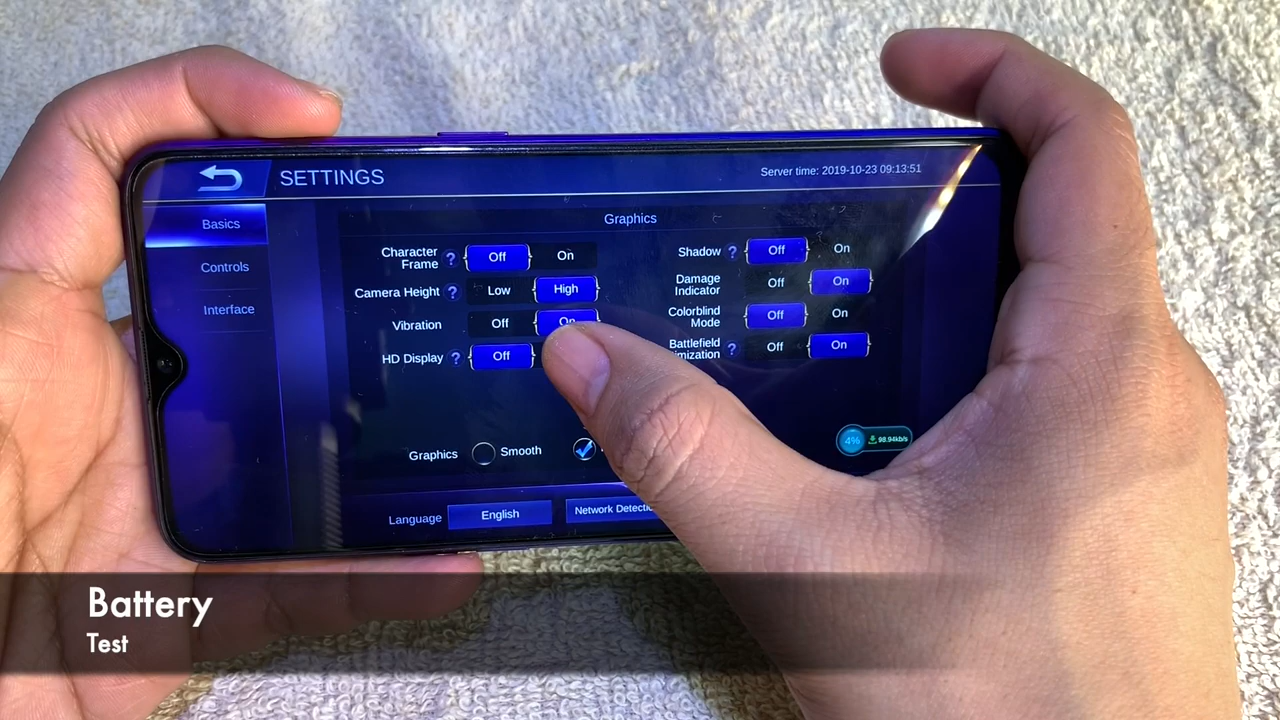 SETTINGS
Server time: 2019-10-23 09:13:51
Basics
Controls
Interface
Graphics
Character
Frame ? Off On
Camera Height ? Low High
Vibration Off On
HD Display ? Off
Shadow ? Off On
Damage
Indicator Off On
Colorblind
Mode Off On
Battlefield
imization ? Off On
4% 98.94kb/s
Graphics Smooth
Language English Network Detectio
Battery
Test